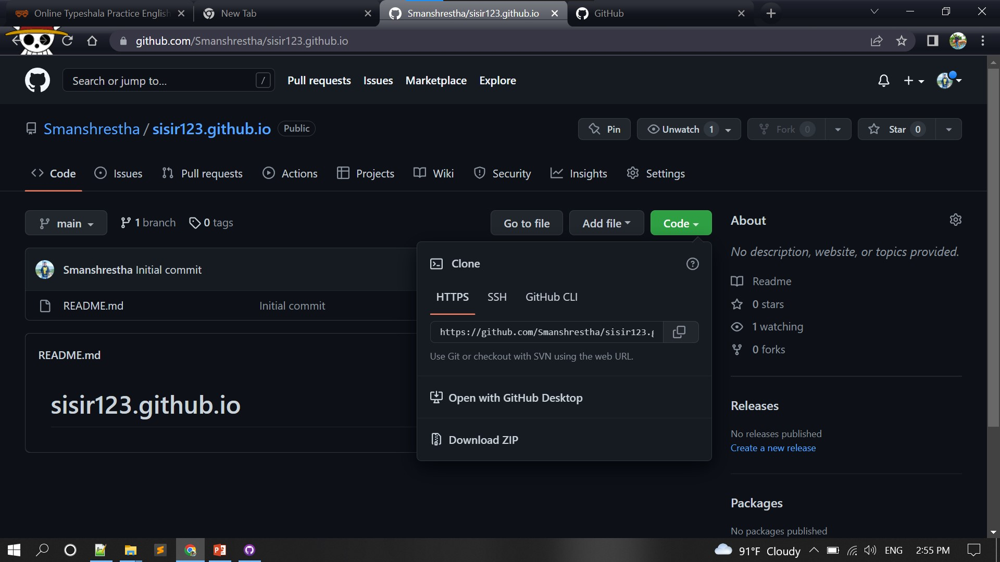 Online Typeshala Practice English
New Tab
Smanshrestha/sisir123.github.io
GitHub
github.com/Smanshrestha/sisir123.github.io
Search or jump to...
/
Pull requests
Issues
Marketplace
Explore
Smanshrestha / sisir123.github.io
Public
Pin
Unwatch 1
Fork 0
Star 0
Code
Issues
Pull requests
Actions
Projects
Wiki
Security
Insights
Settings
main
1 branch
0 tags
Go to file
Add file
Code
Smanshrestha Initial commit
README.md
Initial commit
README.md
sisir123.github.io
Clone
HTTPS
SSH
GitHub CLI
https://github.com/Smanshrestha/sisir123.g
Use Git or checkout with SVN using the web URL.
Open with GitHub Desktop
Download ZIP
About
No description, website, or topics provided.
Readme
0 stars
1 watching
0 forks
Releases
No releases published
Create a new release
Packages
No packages published
91°F Cloudy
ENG
2:55 PM